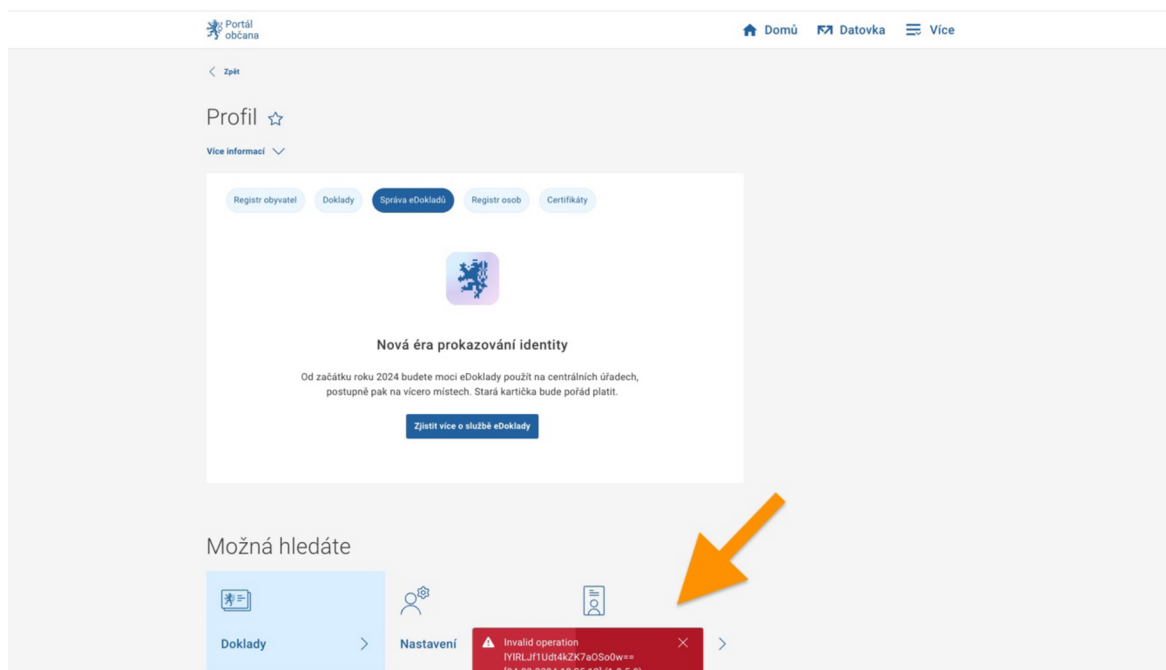 Portál
občana
Domů
Datovka
Více
Zpět
Profil
Více informací
Registr obyvatel
Doklady
Správa eDokladů
Registr osob
Certifikáty
Nová éra prokazování identity
Od začátku roku 2024 budete moci eDoklady použít na centrálních úřadech,
postupně pak na vícero místech. Stará kartička bude pořád platit.
Zjistit více o službě eDoklady
Možná hledáte
Doklady
Nastavení
Invalid operation